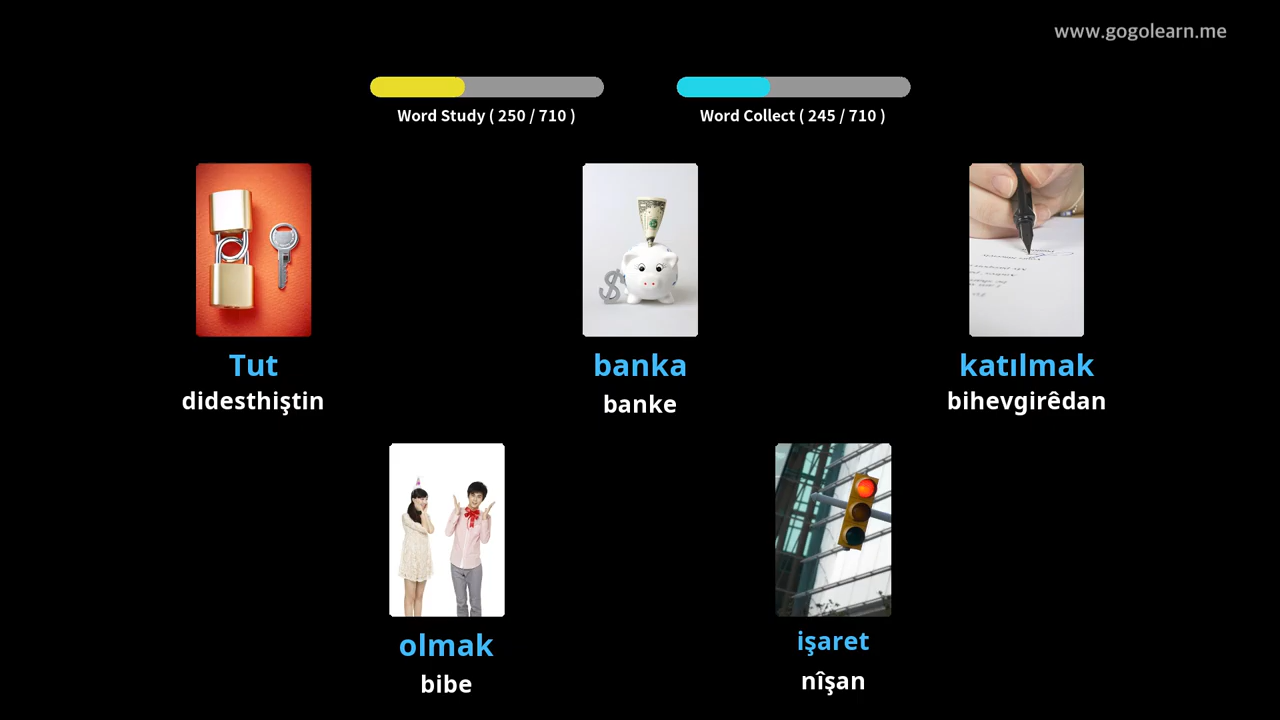 www.gogolearn.me
Word Study ( 250 / 710 )
Word Collect ( 245 / 710 )
Tut
didesthiştin
banka
banke
katılmak
bihevgirêdan
olmak
bibe
işaret
nîşan